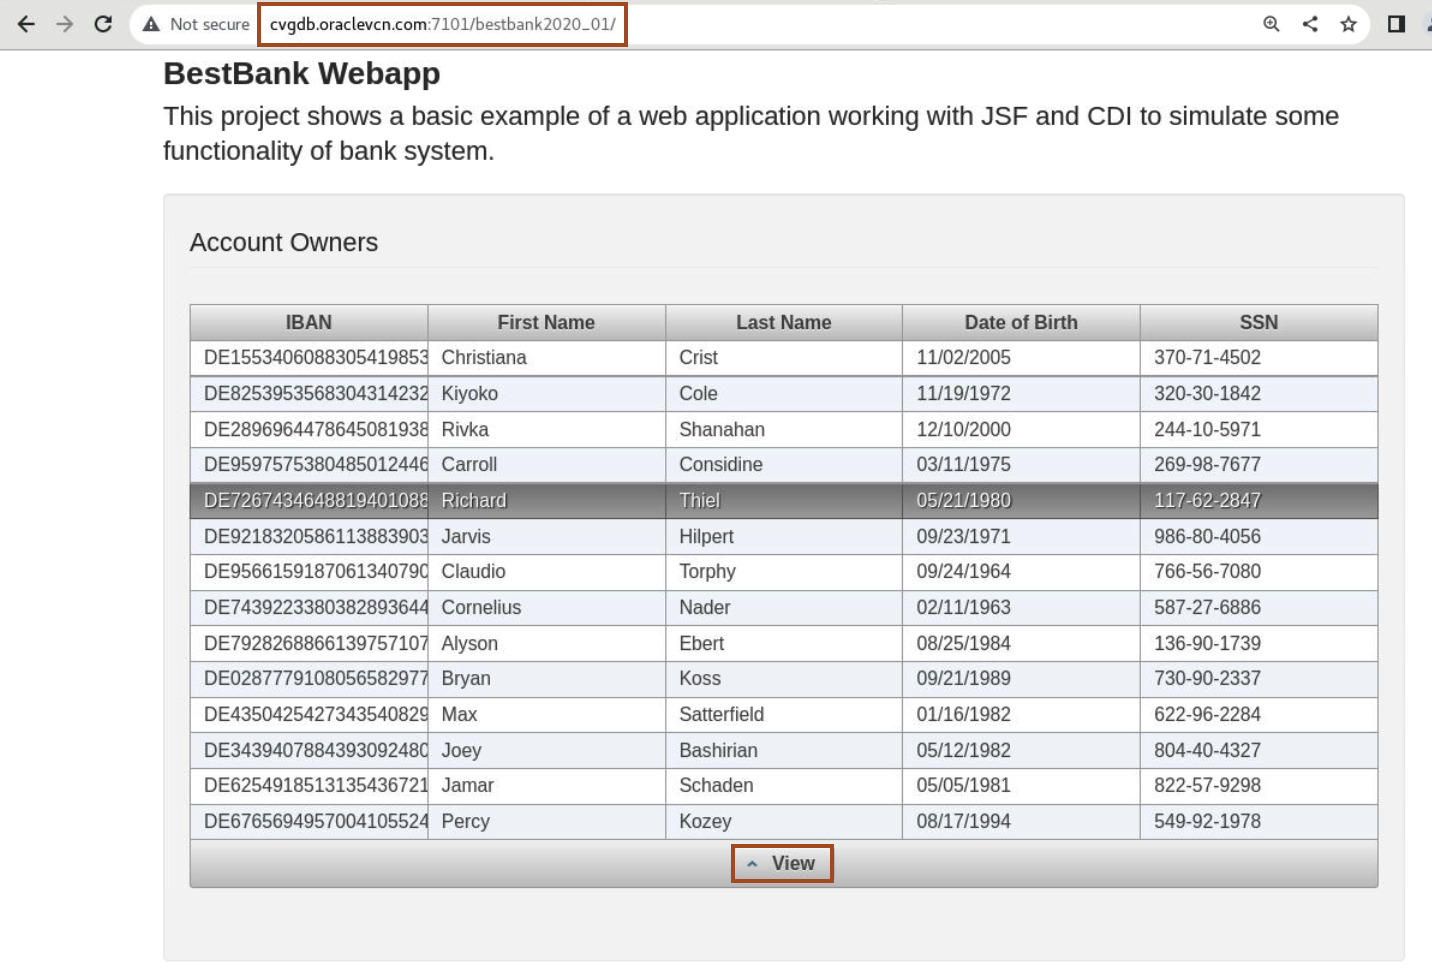 Not secure cvgdb.oraclevcn.com:7101/bestbank2020_01/
BestBank Webapp
This project shows a basic example of a web application working with JSF and CDI to simulate some
functionality of bank system.
Account Owners
IBAN First Name Last Name Date of Birth SSN
DE1553406088305419853 Christiana Crist 11/02/2005 370-71-4502
DE8253953568304314232 Kiyoko Cole 11/19/1972 320-30-1842
DE2896964478645081938 Rivka Shanahan 12/10/2000 244-10-5971
DE9597575380485012446 Carroll Considine 03/11/1975 269-98-7677
DE7267434648819401088 Richard Thiel 05/21/1980 117-62-2847
DE9218320586113883903 Jarvis Hilpert 09/23/1971 986-80-4056
DE9566159187061340790 Claudio Torphy 09/24/1964 766-56-7080
DE7439223380382893644 Cornelius Nader 02/11/1963 587-27-6886
DE7928268866139757107 Alyson Ebert 08/25/1984 136-90-1739
DE0287779108056582977 Bryan Koss 09/21/1989 730-90-2337
DE4350425427343540829 Max Satterfield 01/16/1982 622-96-2284
DE3439407884393092480 Joey Bashirian 05/12/1982 804-40-4327
DE6254918513135436721 Jamar Schaden 05/05/1981 822-57-9298
DE6765694957004105524 Percy Kozey 08/17/1994 549-92-1978
View